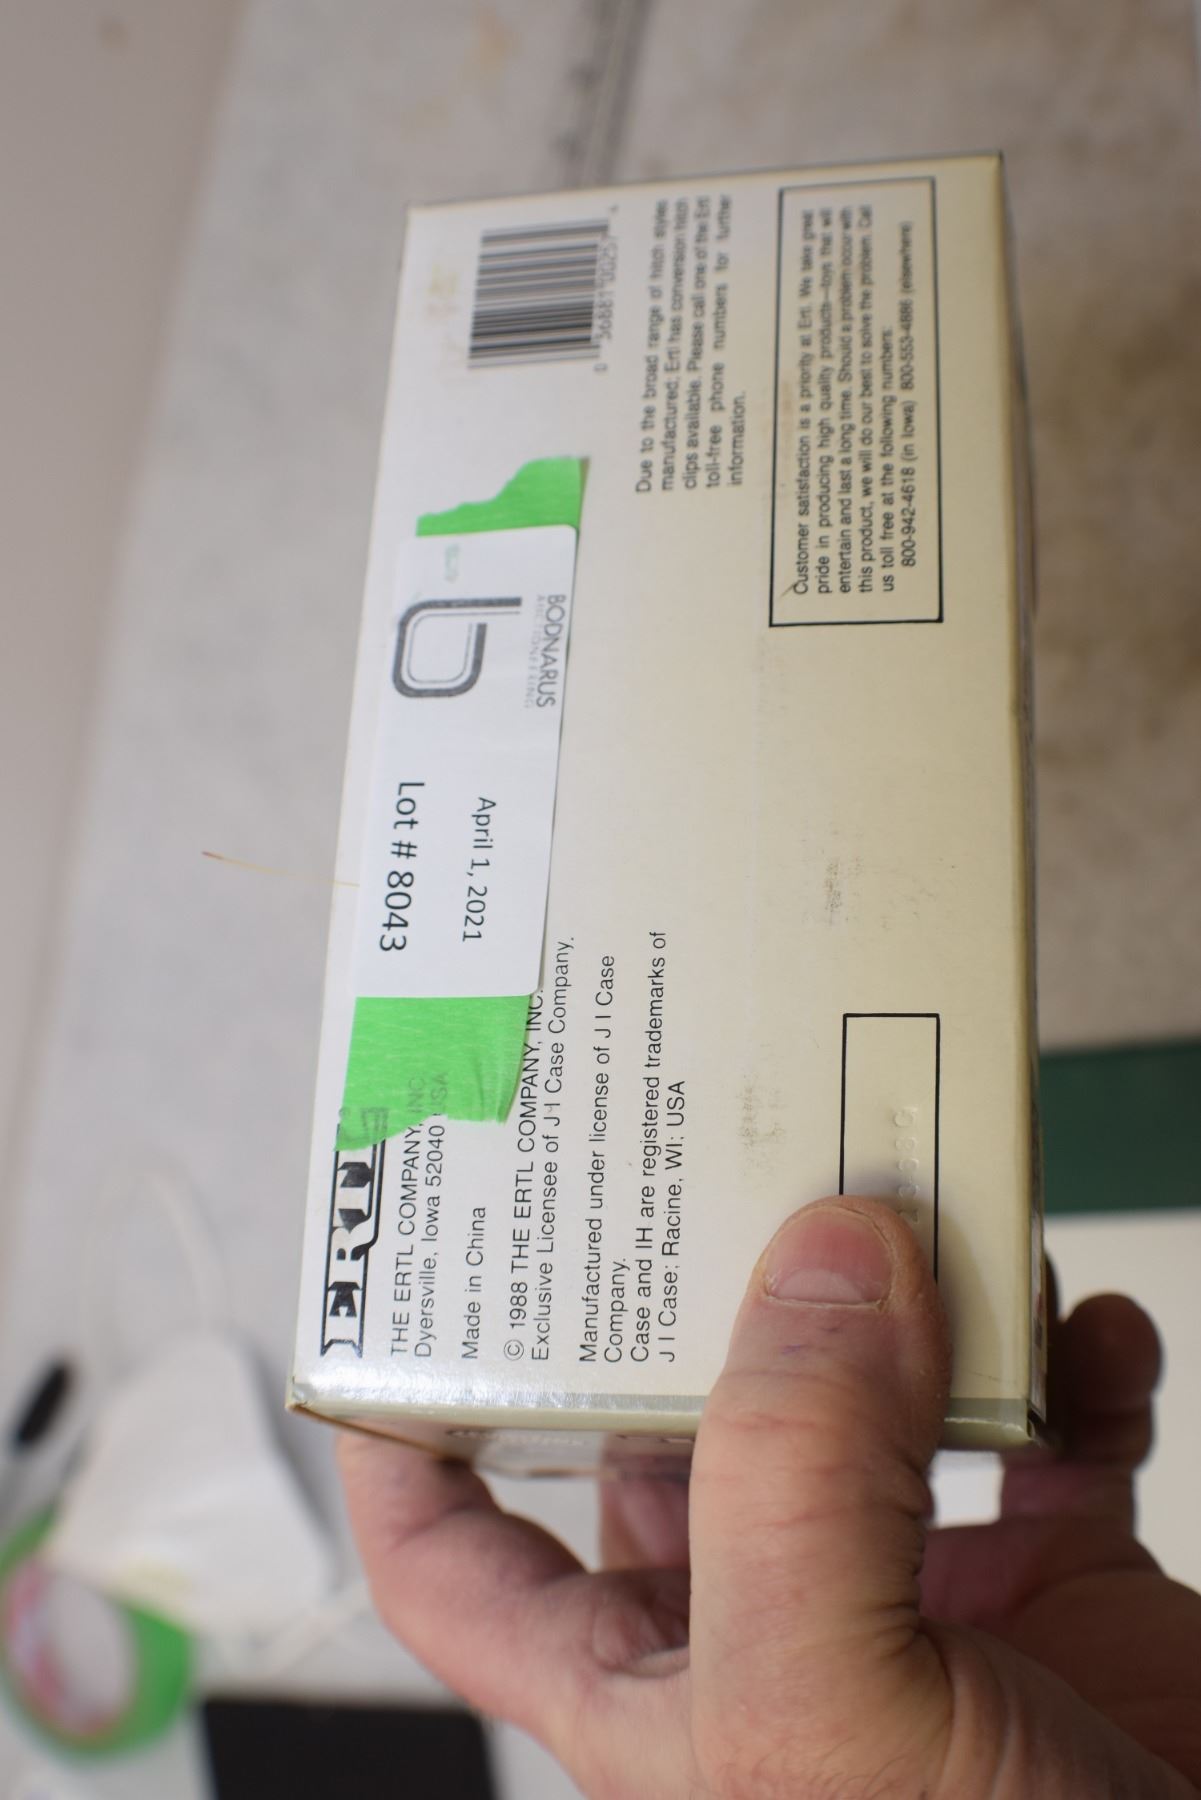 ERTL
THE ERTL COMPANY, INC.
Dyersville, Iowa 52040 USA
Made in China
© 1988 THE ERTL COMPANY, INC.
Exclusive Licensee of J I Case Company.
Manufactured under license of J I Case
Company.
Case and IH are registered trademarks of
J I Case; Racine, WI; USA
BODNARUS
AUCTIONEERING
Lot # 8043
April 1, 2021
Due to the broad range of hitch styles
manufactured, Ertl has conversion hitch
clips available. Please call one of the Ertl
toll-free phone numbers for further
information.
Customer satisfaction is a priority at Ertl. We take great
pride in producing high quality products—toys that will
entertain and last a long time. Should a problem occur with
this product, we will do our best to solve the problem. Call
us toll free at the following numbers:
800-942-4618 (in Iowa) 800-553-4886 (elsewhere)